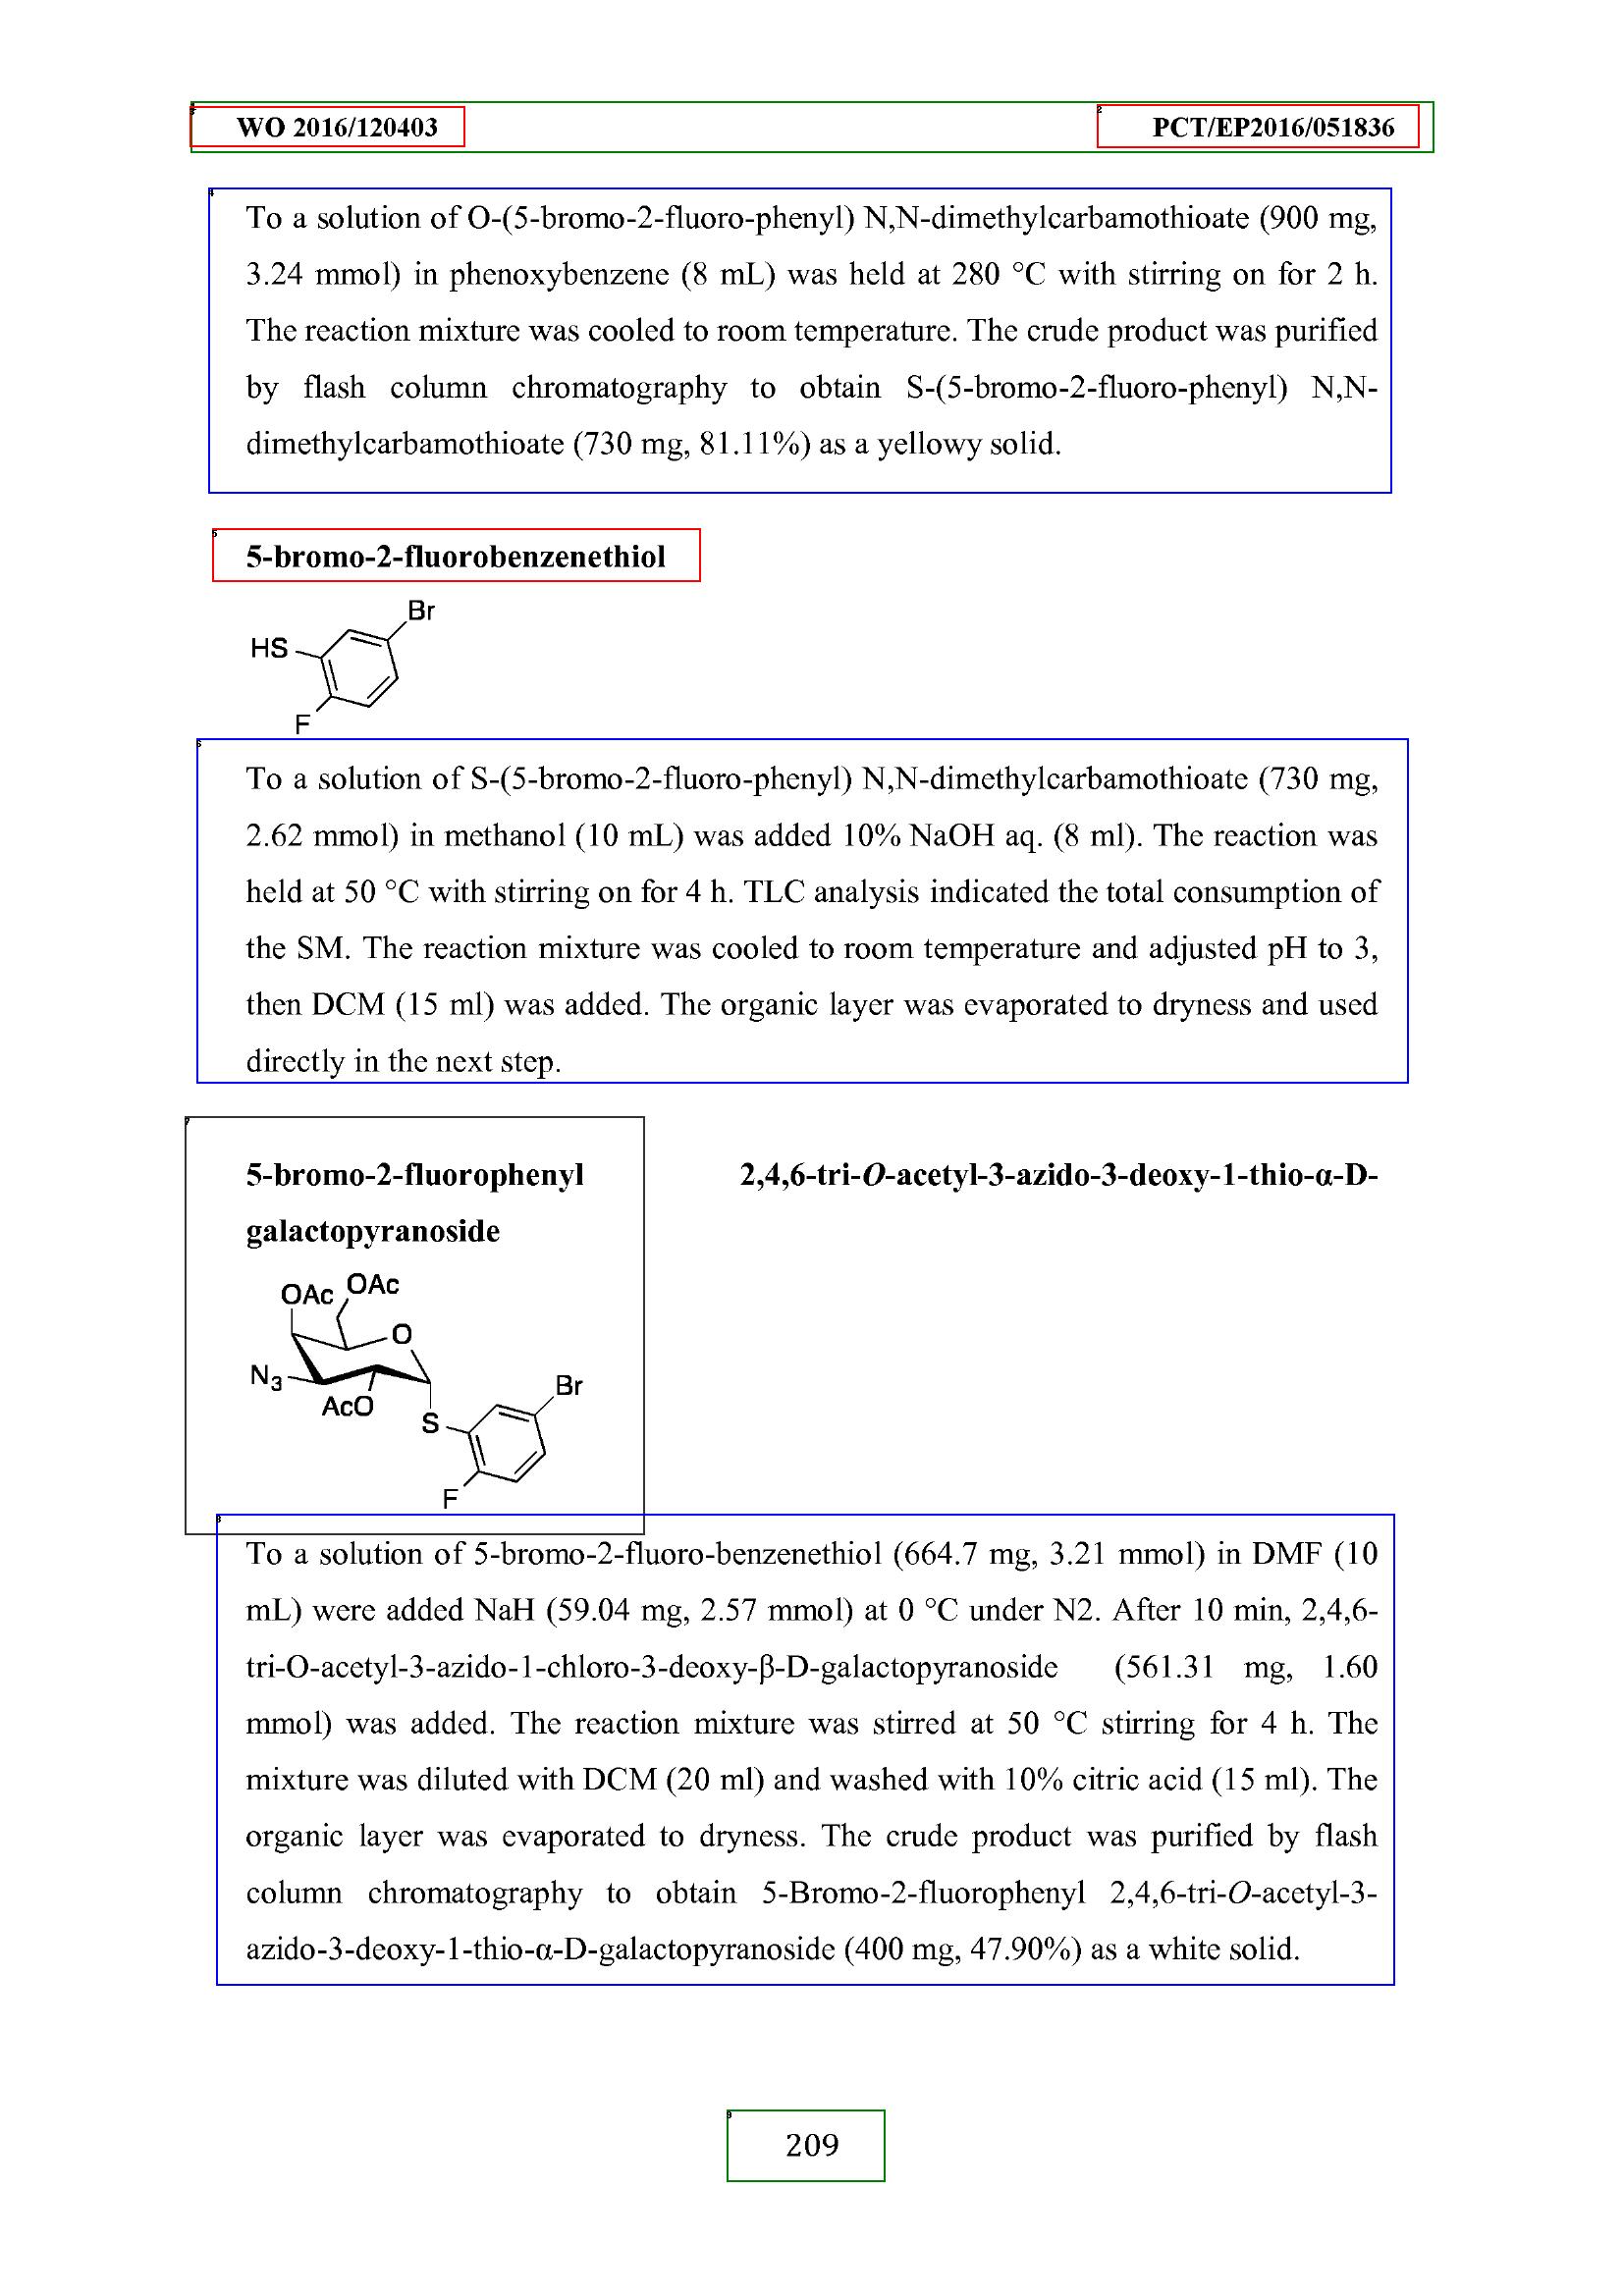 WO 2016/120403 PCT/EP2016/051836
To a solution of O-(5-bromo-2-fluoro-phenyl) N,N-dimethylcarbamothioate (900 mg,
3.24 mmol) in phenoxybenzene (8 mL) was held at 280 °C with stirring on for 2 h.
The reaction mixture was cooled to room temperature. The crude product was purified
by flash column chromatography to obtain S-(5-bromo-2-fluoro-phenyl) N,N-
dimethylcarbamothioate (730 mg, 81.11%) as a yellowy solid.
5-bromo-2-fluorobenzenethiol
Br
HS
F
To a solution of S-(5-bromo-2-fluoro-phenyl) N,N-dimethylcarbamothioate (730 mg,
2.62 mmol) in methanol (10 mL) was added 10% NaOH aq. (8 ml). The reaction was
held at 50 °C with stirring on for 4 h. TLC analysis indicated the total consumption of
the SM. The reaction mixture was cooled to room temperature and adjusted pH to 3,
then DCM (15 ml) was added. The organic layer was evaporated to dryness and used
directly in the next step.
5-bromo-2-fluorophenyl 2,4,6-tri-O-acetyl-3-azido-3-deoxy-1-thio-α-D-
galactopyranoside
OAc OAc
O
N3
AcO
Br
S
F
To a solution of 5-bromo-2-fluoro-benzenethiol (664.7 mg, 3.21 mmol) in DMF (10
mL) were added NaH (59.04 mg, 2.57 mmol) at 0 °C under N2. After 10 min, 2,4,6-
tri-O-acetyl-3-azido-1-chloro-3-deoxy-β-D-galactopyranoside (561.31 mg, 1.60
mmol) was added. The reaction mixture was stirred at 50 °C stirring for 4 h. The
mixture was diluted with DCM (20 ml) and washed with 10% citric acid (15 ml). The
organic layer was evaporated to dryness. The crude product was purified by flash
column chromatography to obtain 5-Bromo-2-fluorophenyl 2,4,6-tri-O-acetyl-3-
azido-3-deoxy-1-thio-α-D-galactopyranoside (400 mg, 47.90%) as a white solid.
209